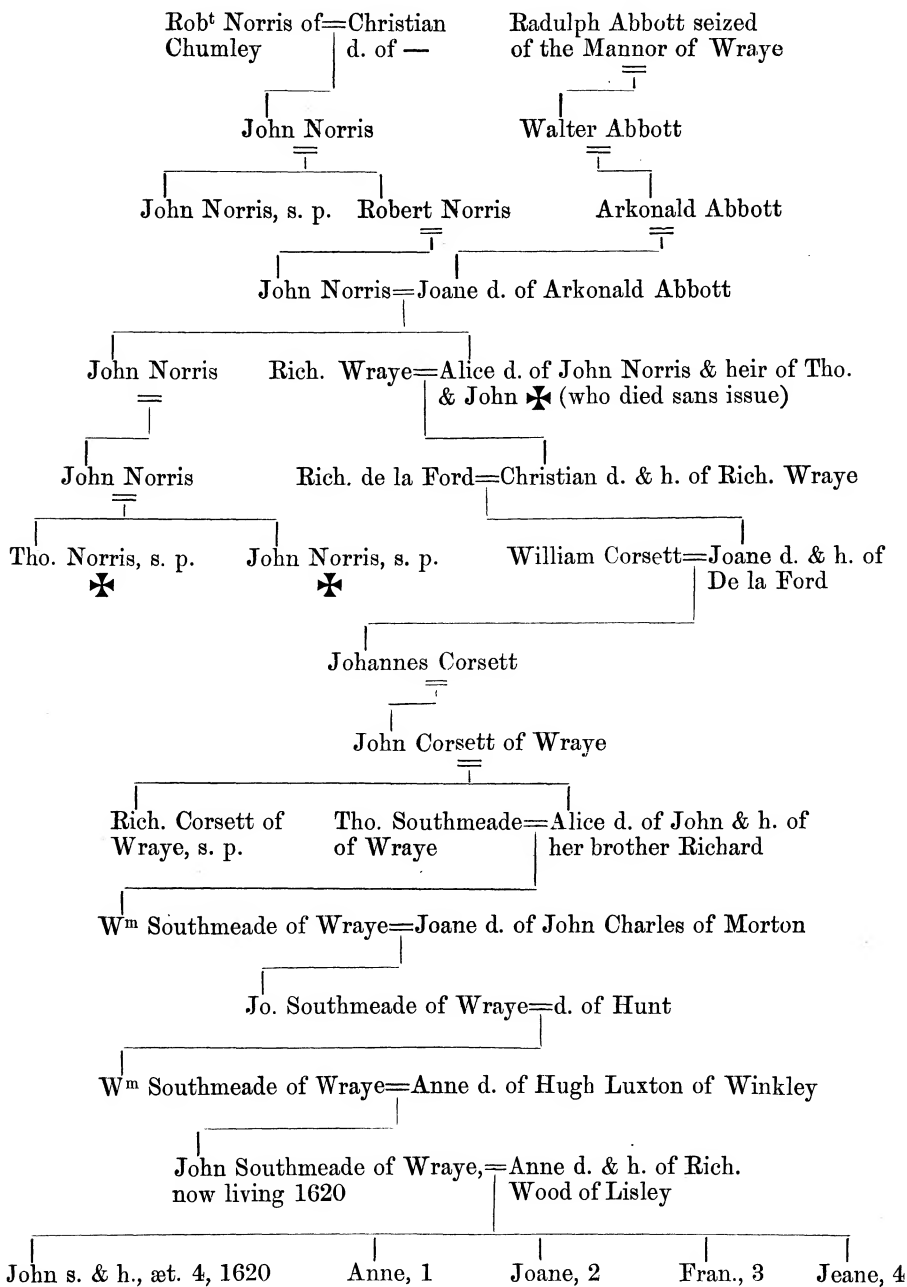 Robᵗ Norris of=Christian
Chumley d. of —
Radulph Abbott seized
of the Mannor of Wraye
John Norris
Walter Abbott
John Norris, s. p. Robert Norris
Arkonald Abbott
John Norris=Joane d. of Arkonald Abbott
John Norris
Rich. Wraye=Alice d. of John Norris & heir of Tho.
& John ✠ (who died sans issue)
John Norris
Rich. de la Ford=Christian d. & h. of Rich. Wraye
Tho. Norris, s. p.
✠
John Norris, s. p.
✠
William Corsett=Joane d. & h. of
De la Ford
Johannes Corsett
John Corsett of Wraye
Rich. Corsett of
Wraye, s. p.
Tho. Southmeade=Alice d. of John & h. of
of Wraye her brother Richard
Wᵐ Southmeade of Wraye=Joane d. of John Charles of Morton
Jo. Southmeade of Wraye=d. of Hunt
Wᵐ Southmeade of Wraye=Anne d. of Hugh Luxton of Winkley
John Southmeade of Wraye,=Anne d. & h. of Rich.
now living 1620 Wood of Lisley
John s. & h., æt. 4, 1620 Anne, 1 Joane, 2 Fran., 3 Jeane, 4